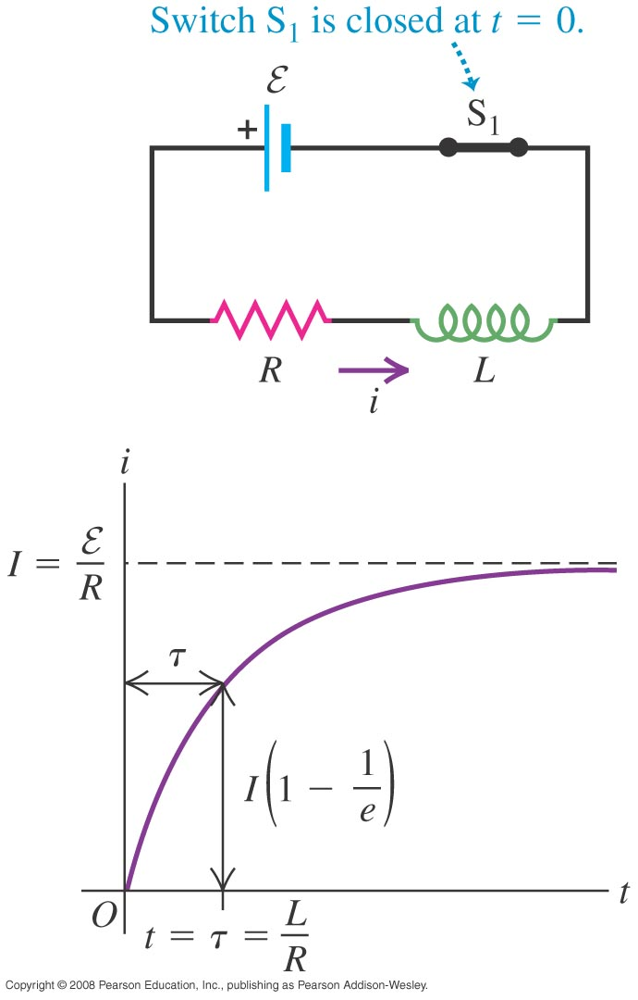 Switch S₁ is closed at t = 0.
ℰ
+
S₁
R
i
L
i
I = ℰ/R
τ
I(1 − 1/e)
O
t
t = τ = L/R
Copyright © 2008 Pearson Education, Inc., publishing as Pearson Addison-Wesley.